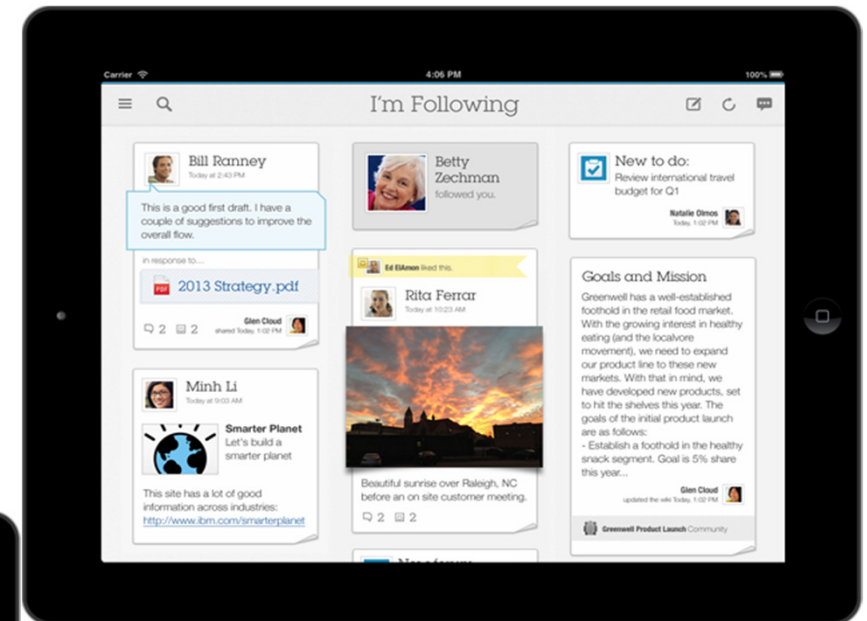 Carrier
4:06 PM
100%
I'm Following
Bill Ranney
Today at 2:43 PM
This is a good first draft. I have a
couple of suggestions to improve the
overall flow.
in response to...
PDF
2013 Strategy.pdf
2 2
Glen Cloud
shared Today, 1:02 PM
Minh Li
Today at 9:03 AM
Smarter Planet
Let's build a
smarter planet
This site has a lot of good
information across industries:
http://www.ibm.com/smarterplanet
Betty
Zechman
followed you.
Ed ElAmon liked this.
Rita Ferrar
Today at 10:23 AM
Beautiful sunrise over Raleigh, NC
before an on site customer meeting.
2 2
New to do:
Review international travel
budget for Q1
Natalie Olmos
Today, 1:02 PM
Goals and Mission
Greenwell has a well-established
foothold in the retail food market.
With the growing interest in healthy
eating (and the localvore
movement), we need to expand
our product line to these new
markets. With that in mind, we
have developed new products, set
to hit the shelves this year. The
goals of the initial product launch
are as follows:
- Establish a foothold in the healthy
snack segment. Goal is 5% share
this year...
Glen Cloud
updated the wiki Today, 1:02 PM
Greenwell Product Launch Community